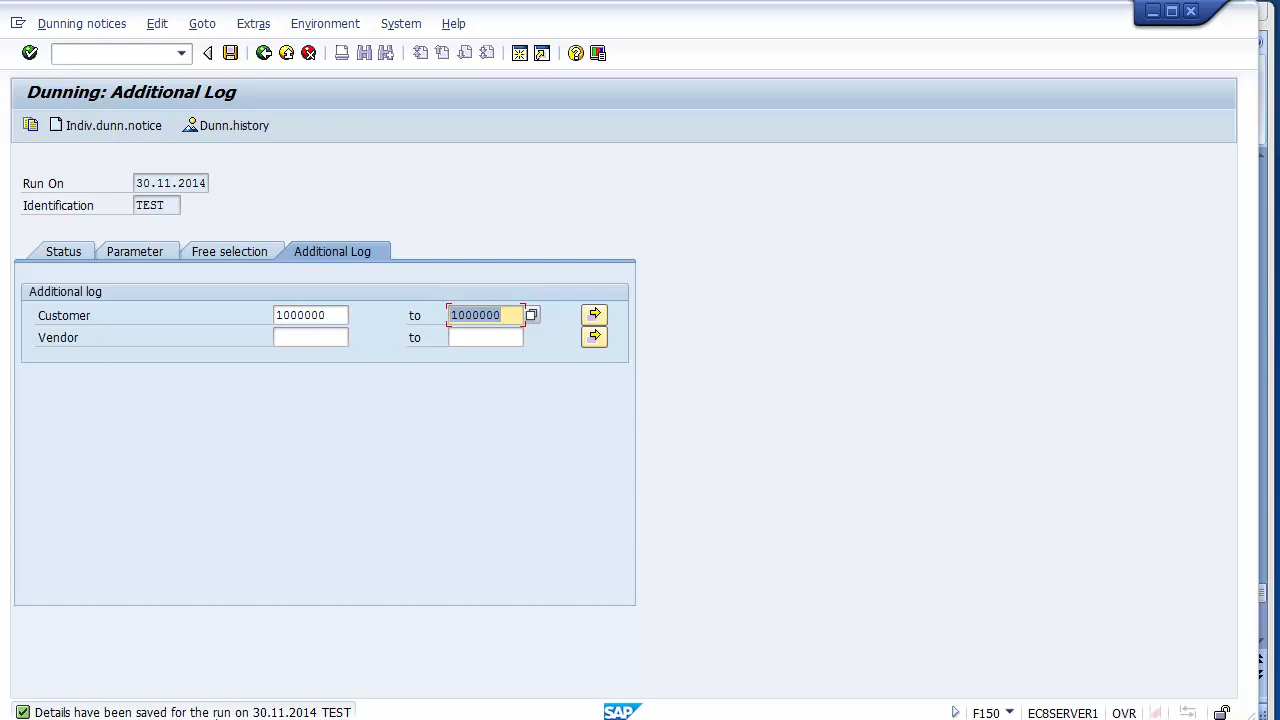 Dunning notices Edit Goto Extras Environment System Help
Dunning: Additional Log
Indiv.dunn.notice Dunn.history
Run On 30.11.2014
Identification TEST
Status Parameter Free selection Additional Log
Additional log
Customer 1000000 to 1000000
Vendor to
Details have been saved for the run on 30.11.2014 TEST SAP F150 EC8SERVER1 OVR